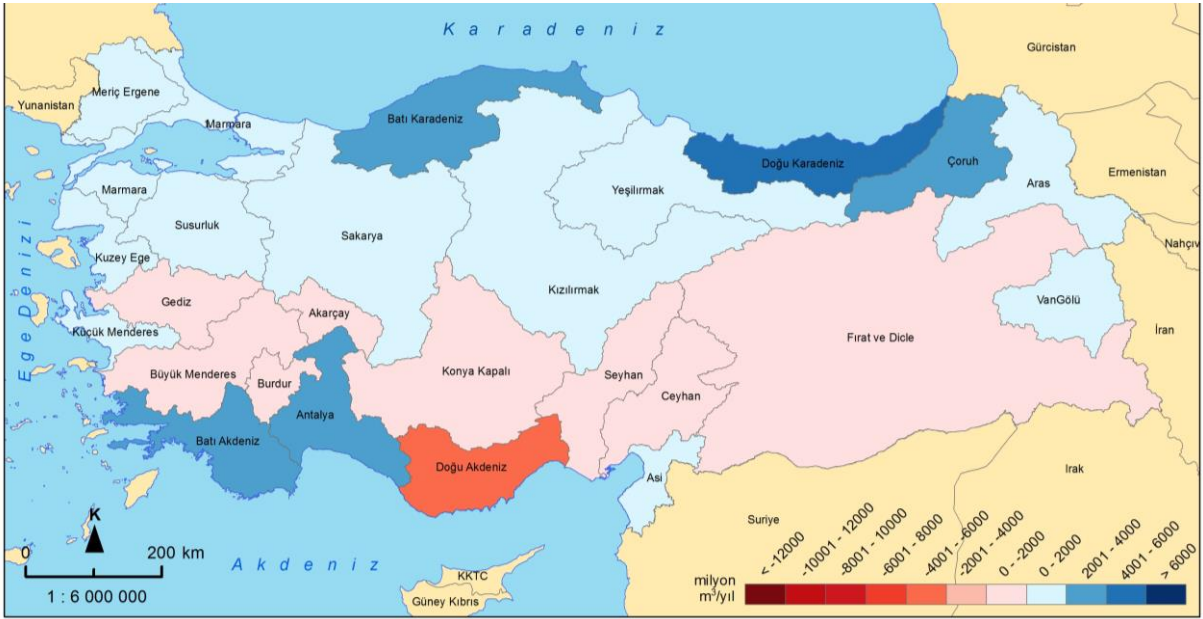 Karadeniz
Gürcistan
Meriç Ergene
Yunanistan
Batı Karadeniz
Marmara
Doğu Karadeniz
Çoruh
Ermenistan
Marmara
Yeşilırmak
Aras
Susurluk
Sakarya
Nahçıv
Kuzey Ege
Kızılırmak
Gediz
VanGölü
Akarçay
Küçük Menderes
İran
Fırat ve Dicle
Ege Denizi
Büyük Menderes
Burdur
Konya Kapalı
Seyhan
Ceyhan
Antalya
Batı Akdeniz
Doğu Akdeniz
Irak
Asi
K
Suriye
0 200 km
Akdeniz
1 : 6 000 000
KKTC
Güney Kıbrıs
milyon
m³/yıl
< -12000
-10001 - 12000
-8001 - 10000
-6001 - 8000
-4001 - -6000
-2001 - -4000
0 - -2000
0 - 2000
2001 - 4000
4001 - 6000
> 6000